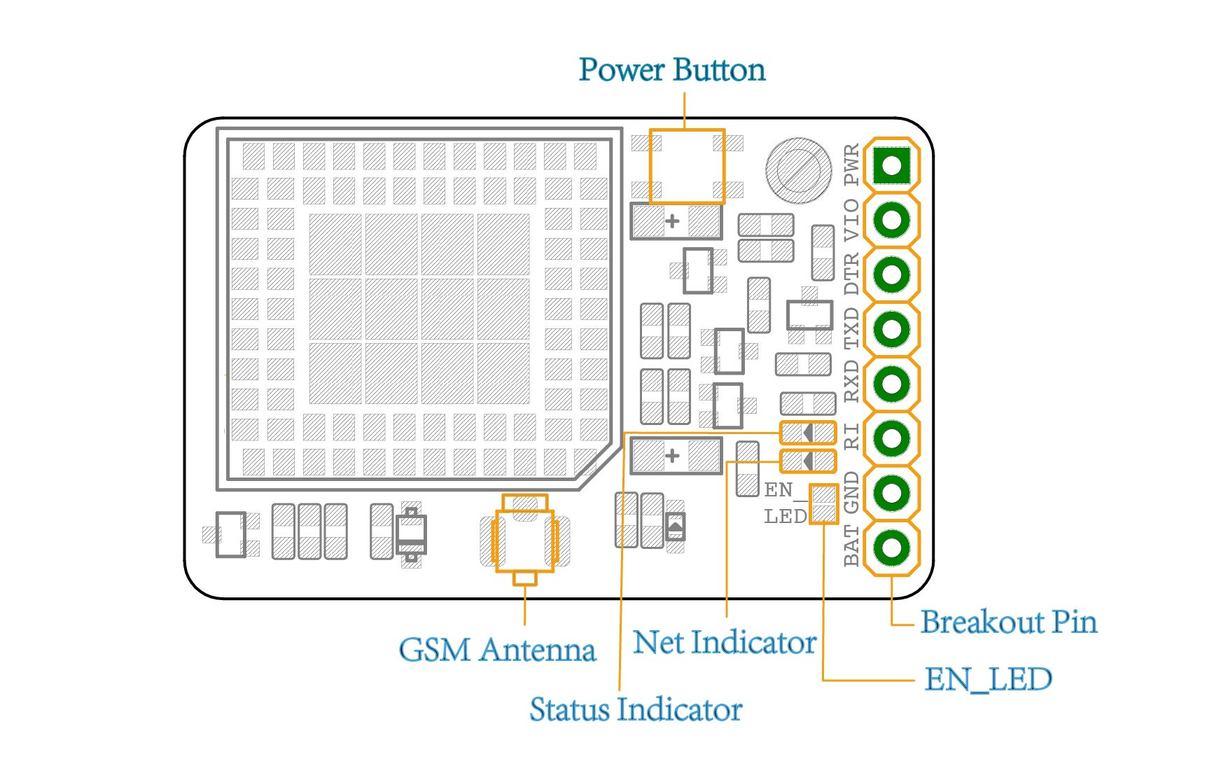 Power Button
PWR
VIO
DTR
TXD
RXD
RI
GND
BAT
+
+
EN_
LED
GSM Antenna
Net Indicator
Status Indicator
Breakout Pin
EN_LED